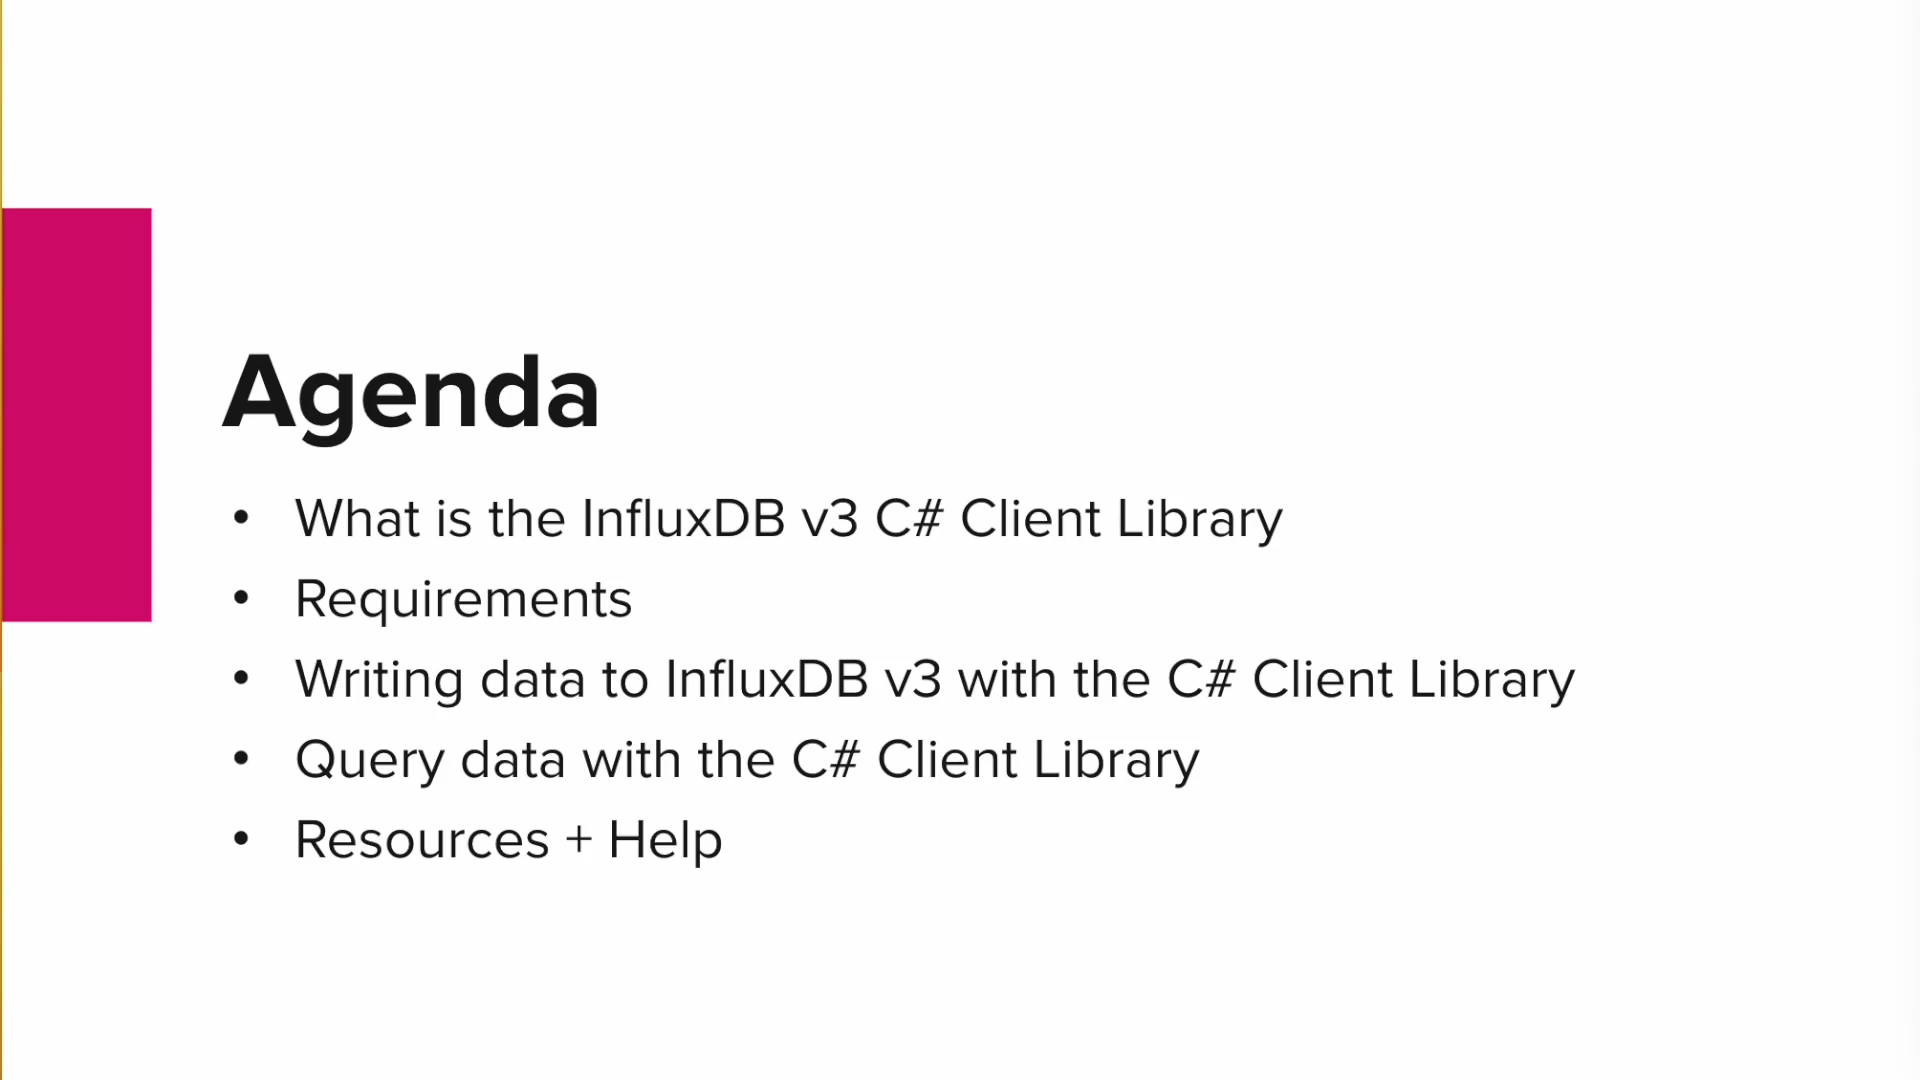 Agenda
• What is the InfluxDB v3 C# Client Library
• Requirements
• Writing data to InfluxDB v3 with the C# Client Library
• Query data with the C# Client Library
• Resources + Help